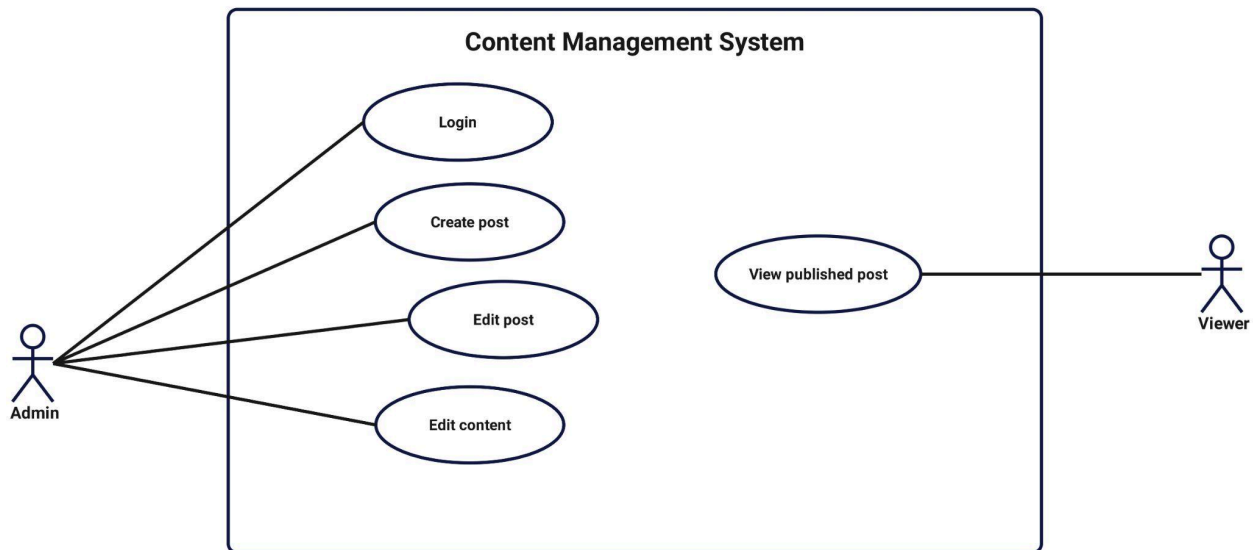 Content Management System
Login
Create post
Edit post
Edit content
View published post
Admin
Viewer